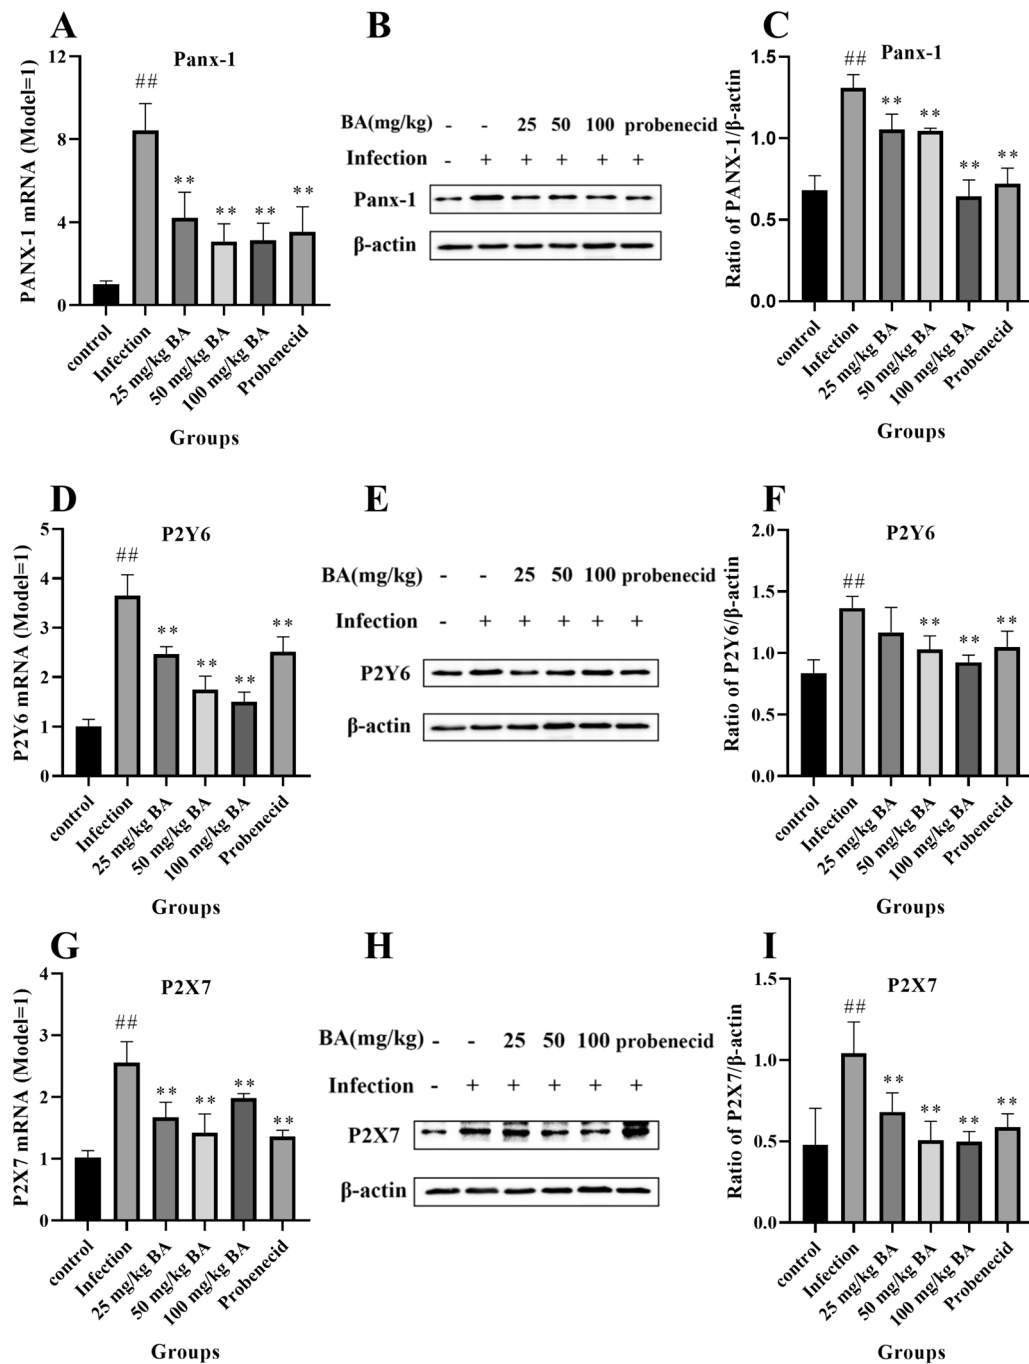 A
Panx-1
PANX-1 mRNA (Model=1)
12
8
4
0
##
**
**
**
**
control
Infection
25 mg/kg BA
50 mg/kg BA
100 mg/kg BA
Probenecid
Groups
B
BA(mg/kg) - - 25 50 100 probenecid
Infection - + + + + +
Panx-1
β-actin
C
Panx-1
Ratio of PANX-1/β-actin
1.5
1.0
0.5
0.0
##
**
**
**
**
control
Infection
25 mg/kg BA
50 mg/kg BA
100 mg/kg BA
Probenecid
Groups
D
P2Y6
P2Y6 mRNA (Model=1)
5
4
3
2
1
0
##
**
**
**
**
control
Infection
25 mg/kg BA
50 mg/kg BA
100 mg/kg BA
Probenecid
Groups
E
BA(mg/kg) - - 25 50 100 probenecid
Infection - + + + + +
P2Y6
β-actin
F
P2Y6
Ratio of P2Y6/β-actin
2.0
1.5
1.0
0.5
0.0
##
**
**
**
control
Infection
25 mg/kg BA
50 mg/kg BA
100 mg/kg BA
Probenecid
Groups
G
P2X7
P2X7 mRNA (Model=1)
4
3
2
1
0
##
**
**
**
**
control
Infection
25 mg/kg BA
50 mg/kg BA
100 mg/kg BA
Probenecid
Groups
H
BA(mg/kg) - - 25 50 100 probenecid
Infection - + + + + +
P2X7
β-actin
I
P2X7
Ratio of P2X7/β-actin
1.5
1.0
0.5
0.0
##
**
**
**
**
control
Infection
25 mg/kg BA
50 mg/kg BA
100 mg/kg BA
Probenecid
Groups